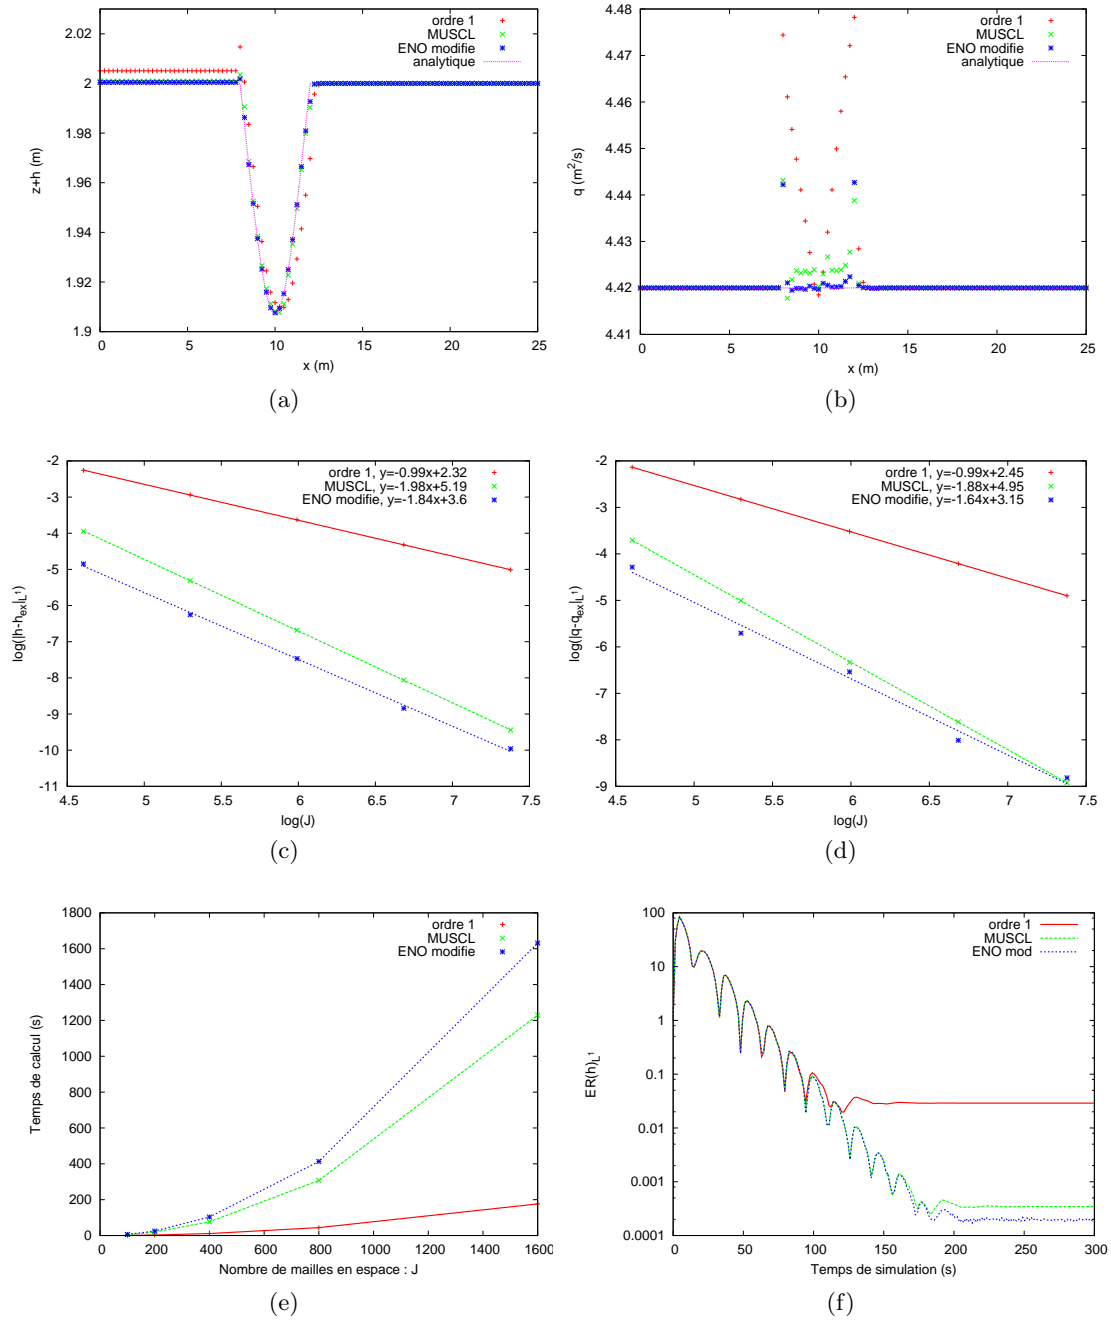 ordre 1
MUSCL
ENO modifie
analytique
2.02
2
1.98
1.96
1.94
1.92
1.9
z+h (m)
0 5 10 15 20 25
x (m)
(a)
ordre 1
MUSCL
ENO modifie
analytique
4.48
4.47
4.46
4.45
4.44
4.43
4.42
4.41
q (m²/s)
0 5 10 15 20 25
x (m)
(b)
ordre 1, y=-0.99x+2.32
MUSCL, y=-1.98x+5.19
ENO modifie, y=-1.84x+3.6
-2
-3
-4
-5
-6
-7
-8
-9
-10
-11
log(|h-h_ex|_L¹)
4.5 5 5.5 6 6.5 7 7.5
log(J)
(c)
ordre 1, y=-0.99x+2.45
MUSCL, y=-1.88x+4.95
ENO modifie, y=-1.64x+3.15
-2
-3
-4
-5
-6
-7
-8
-9
log(|q-q_ex|_L¹)
4.5 5 5.5 6 6.5 7 7.5
log(J)
(d)
ordre 1
MUSCL
ENO modifie
1800
1600
1400
1200
1000
800
600
400
200
0
Temps de calcul (s)
0 200 400 600 800 1000 1200 1400 1600
Nombre de mailles en espace : J
(e)
ordre 1
MUSCL
ENO mod
100
10
1
0.1
0.01
0.001
0.0001
ER(h)_L¹
0 50 100 150 200 250 300
Temps de simulation (s)
(f)